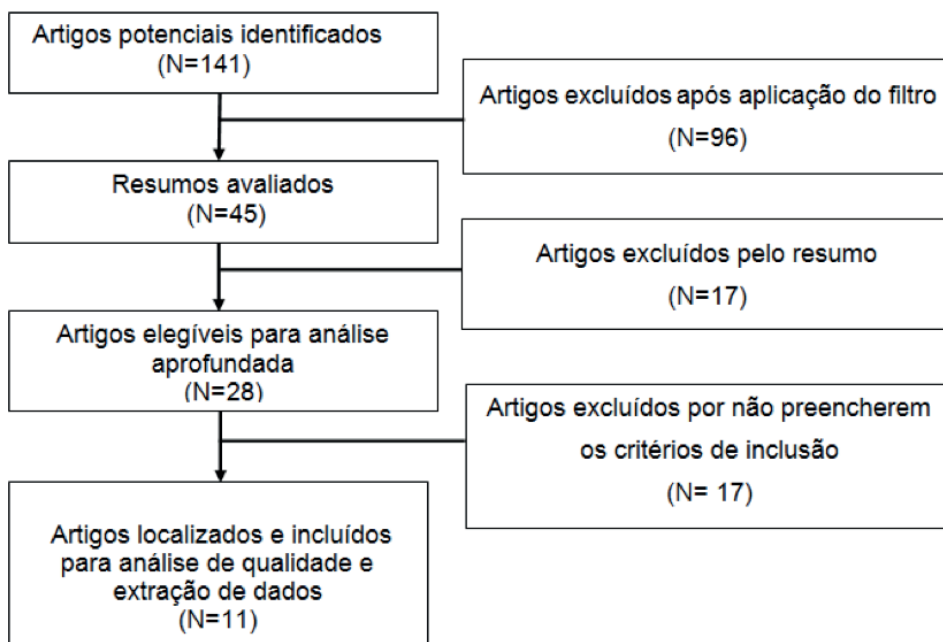 Artigos potenciais identificados
(N=141)
Artigos excluídos após aplicação do filtro
(N=96)
Resumos avaliados
(N=45)
Artigos excluídos pelo resumo
(N=17)
Artigos elegíveis para análise
aprofundada
(N=28)
Artigos excluídos por não preencherem
os critérios de inclusão
(N= 17)
Artigos localizados e incluídos
para análise de qualidade e
extração de dados
(N=11)